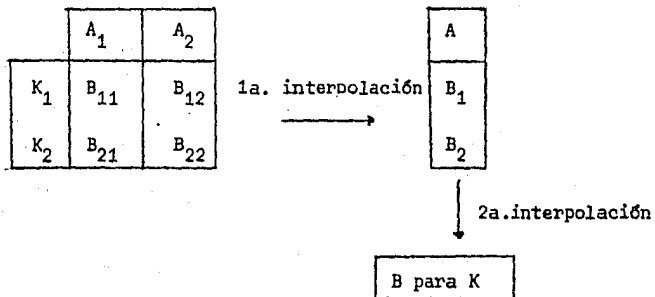 A1 A2 A
K1 B11 B12 1a. interpolación B1
K2 B21 B22 B2
2a.interpolación
B para K